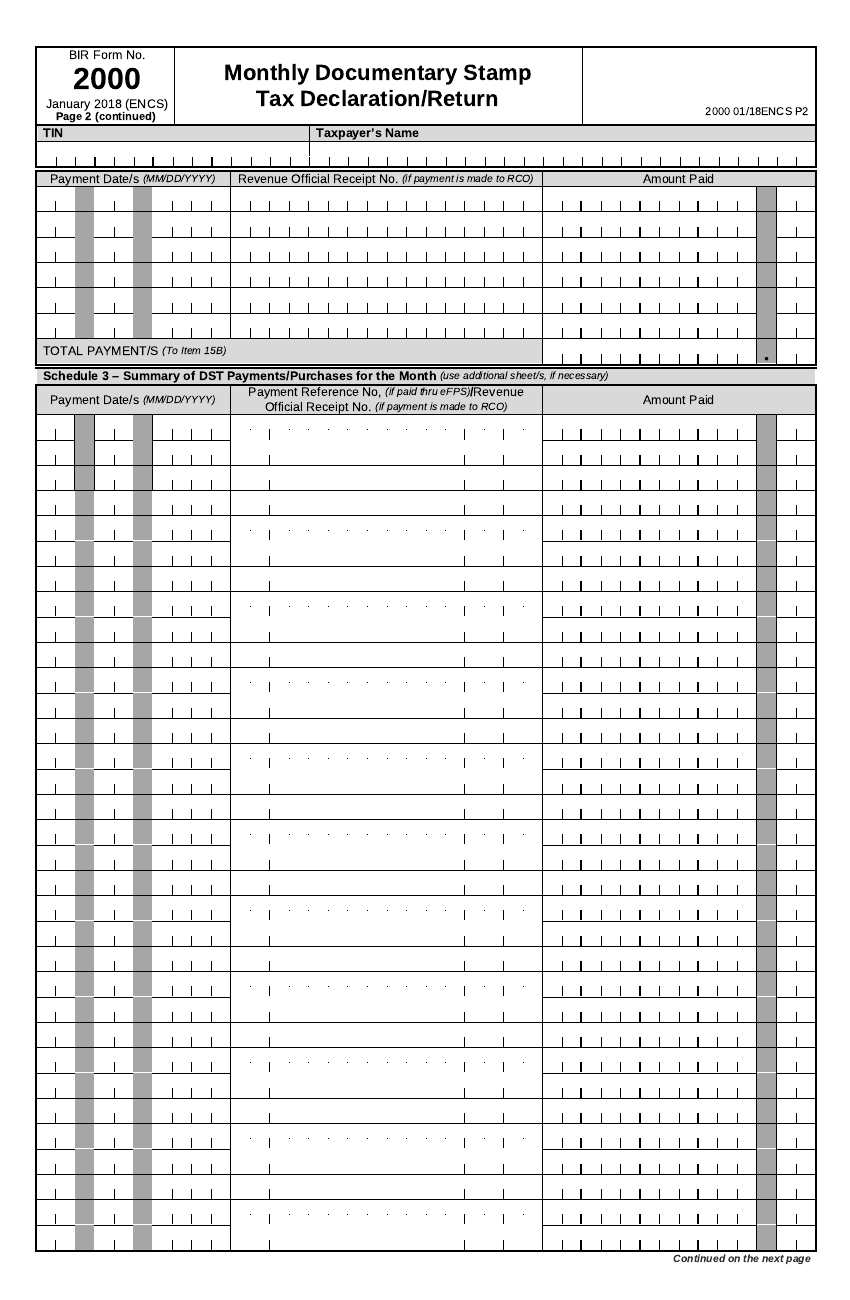 BIR Form No.
2000
January 2018 (ENCS)
Page 2 (continued)
Monthly Documentary Stamp
Tax Declaration/Return
2000 01/18ENCS P2
TIN
Taxpayer's Name
Payment Date/s (MM/DD/YYYY)
Revenue Official Receipt No. (if payment is made to RCO)
Amount Paid
TOTAL PAYMENT/S (To Item 15B)
.
Schedule 3 – Summary of DST Payments/Purchases for the Month (use additional sheet/s, if necessary)
Payment Date/s (MM/DD/YYYY)
Payment Reference No, (if paid thru eFPS)/Revenue
Official Receipt No. (if payment is made to RCO)
Amount Paid
Continued on the next page